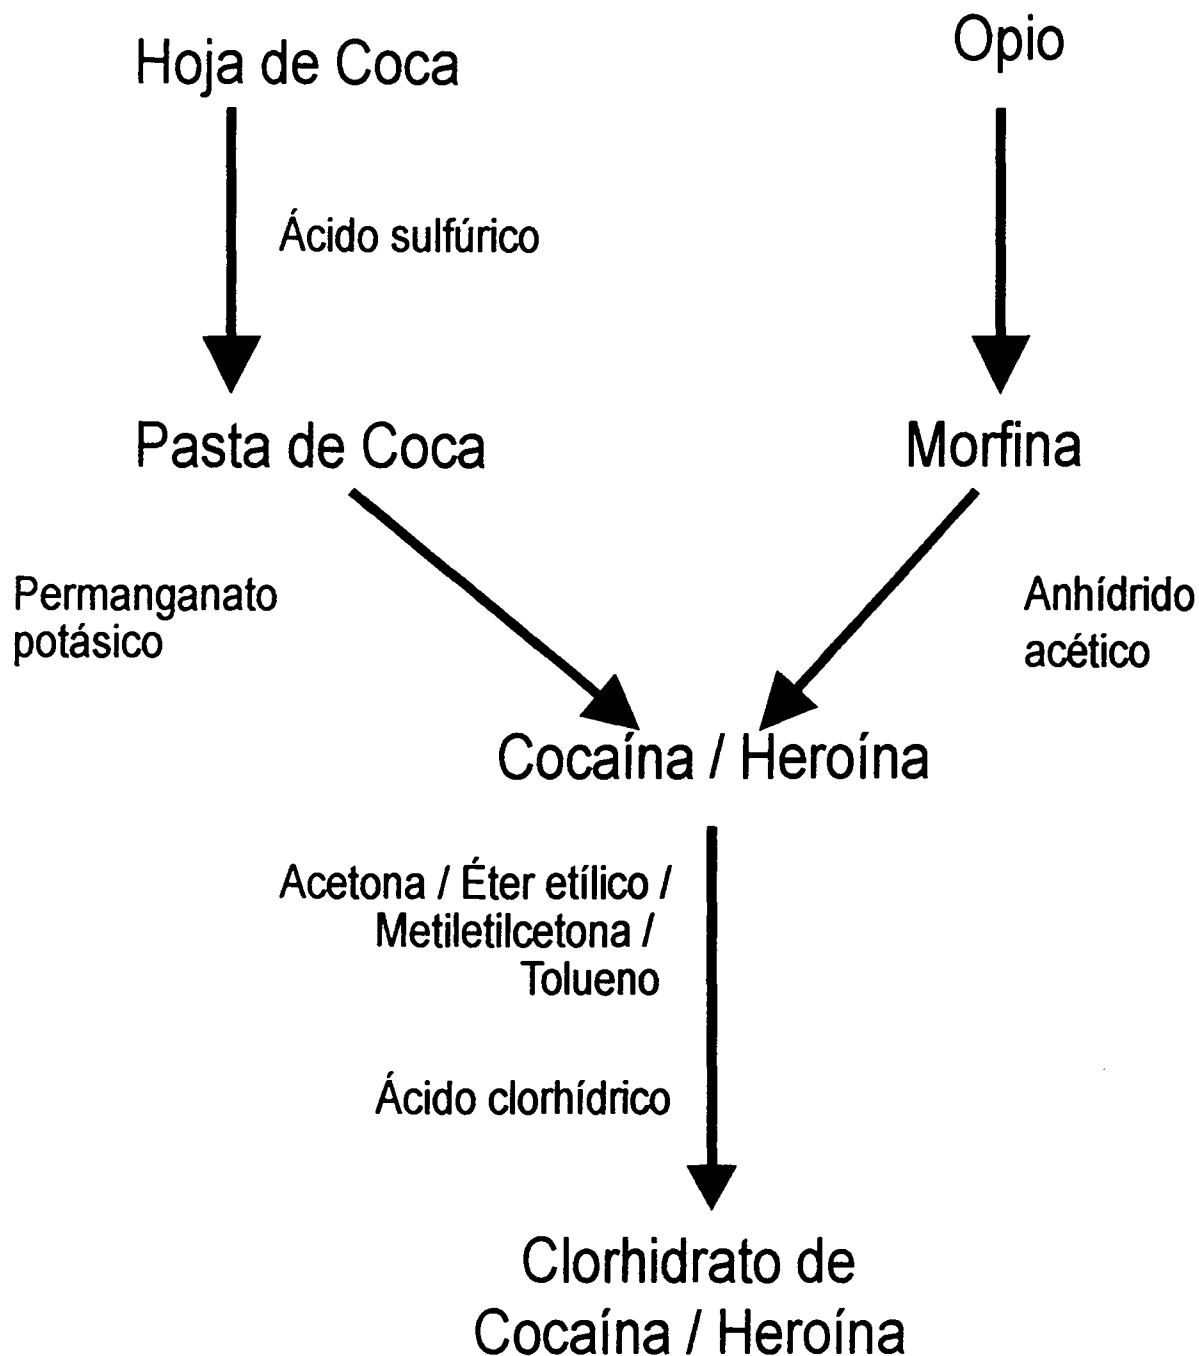 Hoja de Coca
Opio
Ácido sulfúrico
Pasta de Coca
Morfina
Permanganato
potásico
Anhídrido
acético
Cocaína / Heroína
Acetona / Éter etílico /
Metiletilcetona /
Tolueno
Ácido clorhídrico
Clorhidrato de
Cocaína / Heroína